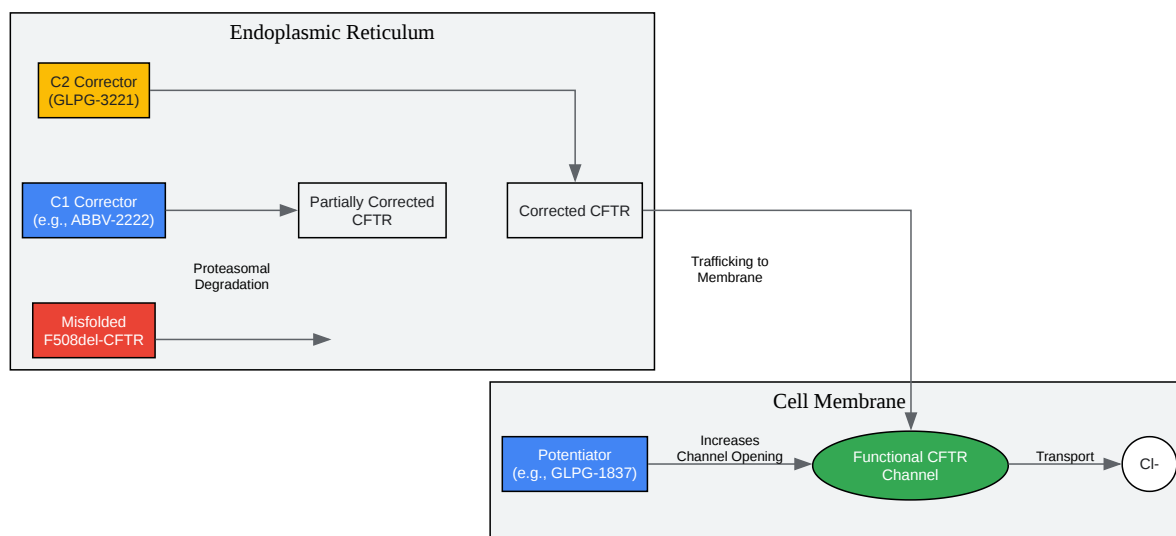 Endoplasmic Reticulum
C2 Corrector
(GLPG-3221)
C1 Corrector
(e.g., ABBV-2222)
Partially Corrected
CFTR
Corrected CFTR
Proteasomal
Degradation
Trafficking to
Membrane
Misfolded
F508del-CFTR
Cell Membrane
Potentiator
(e.g., GLPG-1837)
Increases
Channel Opening
Functional CFTR
Channel
Transport
Cl-